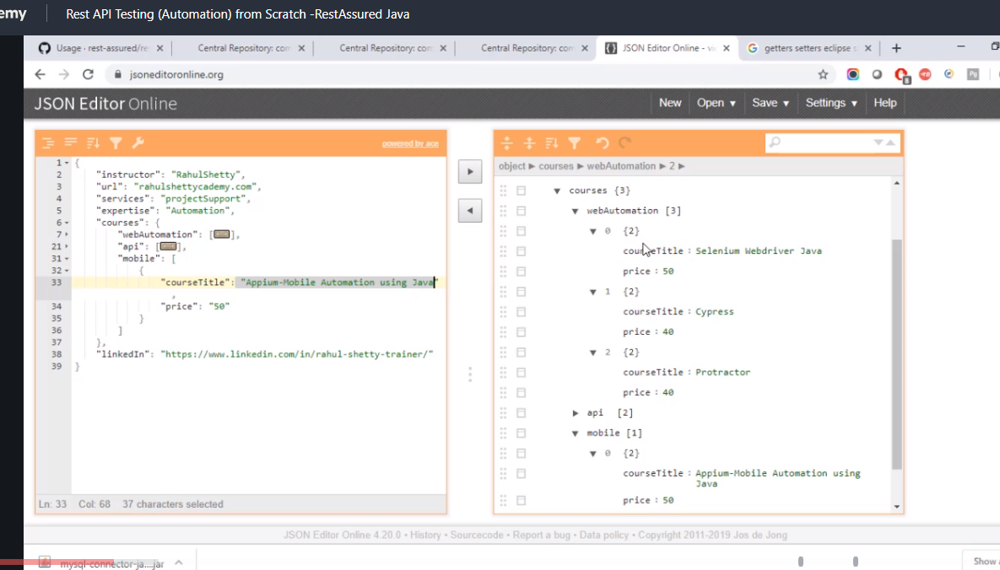 emy
Rest API Testing (Automation) from Scratch -RestAssured Java
Usage · rest-assured/re
Central Repository: com
Central Repository: com
Central Repository: com
JSON Editor Online - vi
getters setters eclipse s
jsoneditoronline.org
JSON Editor Online
New
Open
Save
Settings
Help
powered by ace
1 {
2 "instructor": "RahulShetty",
3 "url": "rahulshettycademy.com",
4 "services": "projectSupport",
5 "expertise": "Automation",
6 "courses": {
7 "webAutomation": [ ],
21 "api": [ ],
31 "mobile": [
32 {
33 "courseTitle": "Appium-Mobile Automation using Java"
,
34 "price": "50"
35 }
36 ]
37 },
38 "linkedIn": "https://www.linkedin.com/in/rahul-shetty-trainer/"
39 }
Ln: 33 Col: 68 37 characters selected
object ▶ courses ▶ webAutomation ▶ 2 ▶
courses {3}
webAutomation [3]
0 {2}
courseTitle : Selenium Webdriver Java
price : 50
1 {2}
courseTitle : Cypress
price : 40
2 {2}
courseTitle : Protractor
price : 40
api [2]
mobile [1]
0 {2}
courseTitle : Appium-Mobile Automation using
Java
price : 50
JSON Editor Online 4.20.0 • History • Sourcecode • Report a bug • Data policy • Copyright 2011-2019 Jos de Jong
mysql-connector-ja....jar
Show